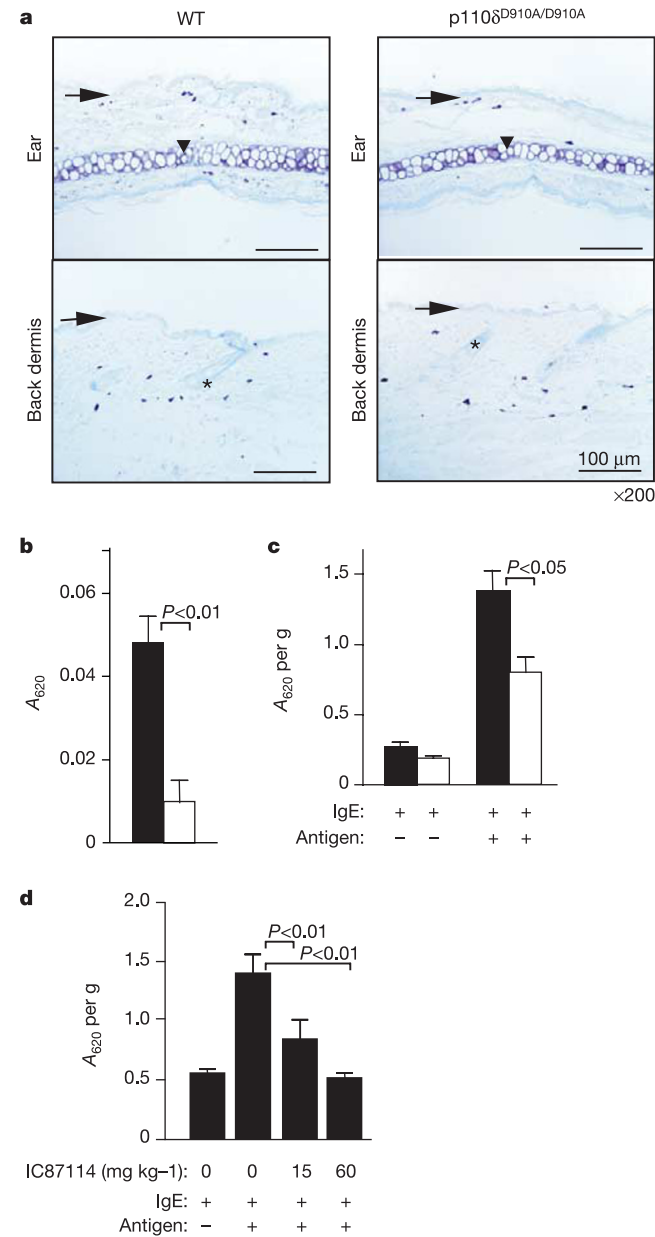 a
WT
p110δD910A/D910A
Ear
Ear
Back dermis
*
Back dermis
*
100 μm
×200
b
A620
0.06
0.04
0.02
0
P<0.01
c
A620 per g
1.5
1.0
0.5
0
P<0.05
IgE: + + + +
Antigen: – – + +
d
A620 per g
2.0
1.5
1.0
0.5
0
P<0.01
P<0.01
IC87114 (mg kg–1): 0 0 15 60
IgE: + + + +
Antigen: – + + +